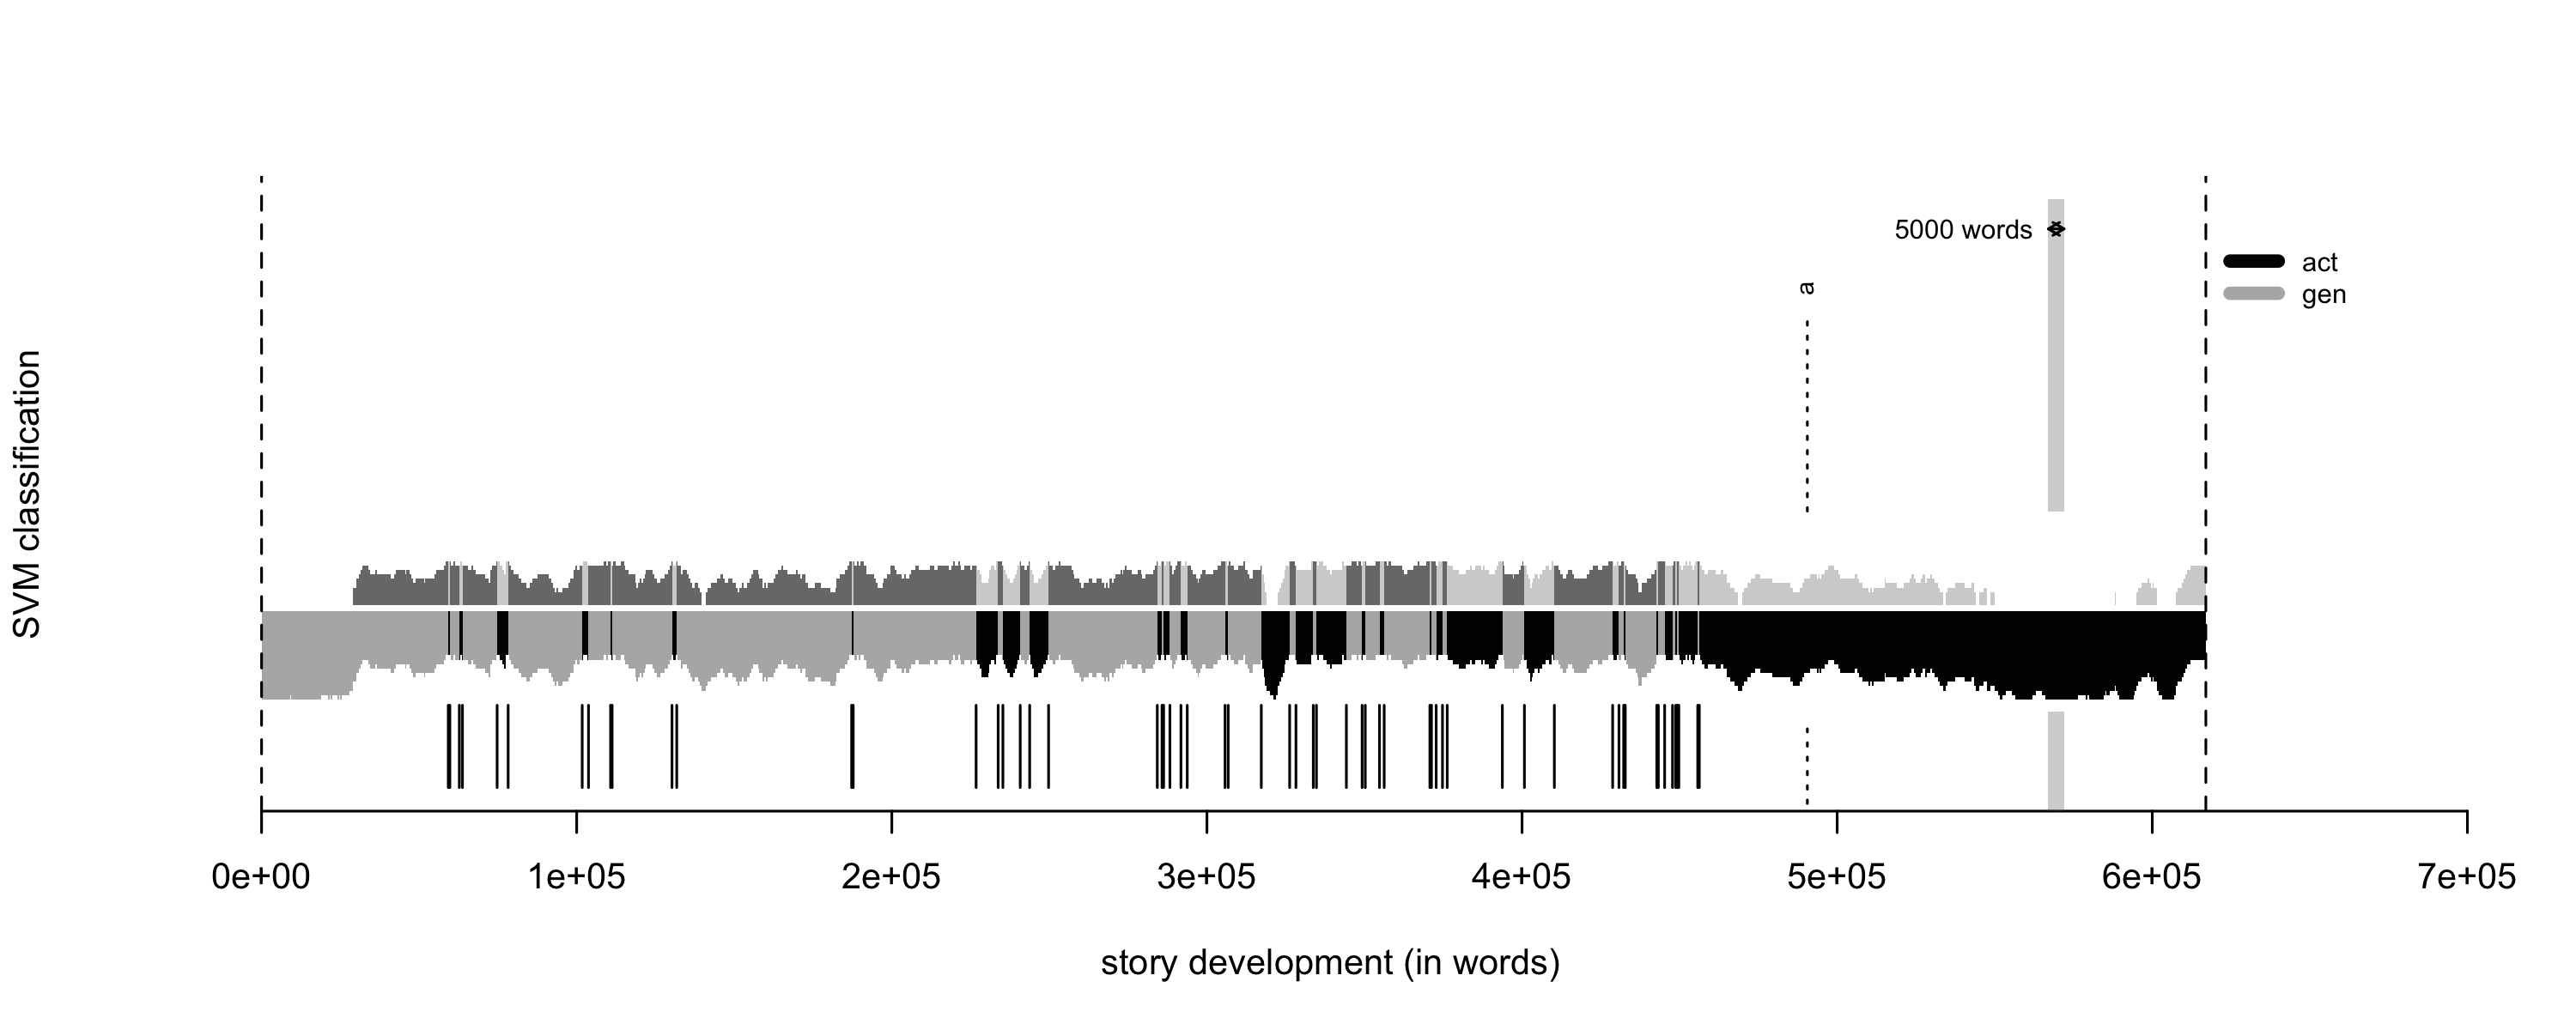 5000 words
act
gen
a
SVM classification
0e+00 1e+05 2e+05 3e+05 4e+05 5e+05 6e+05 7e+05
story development (in words)